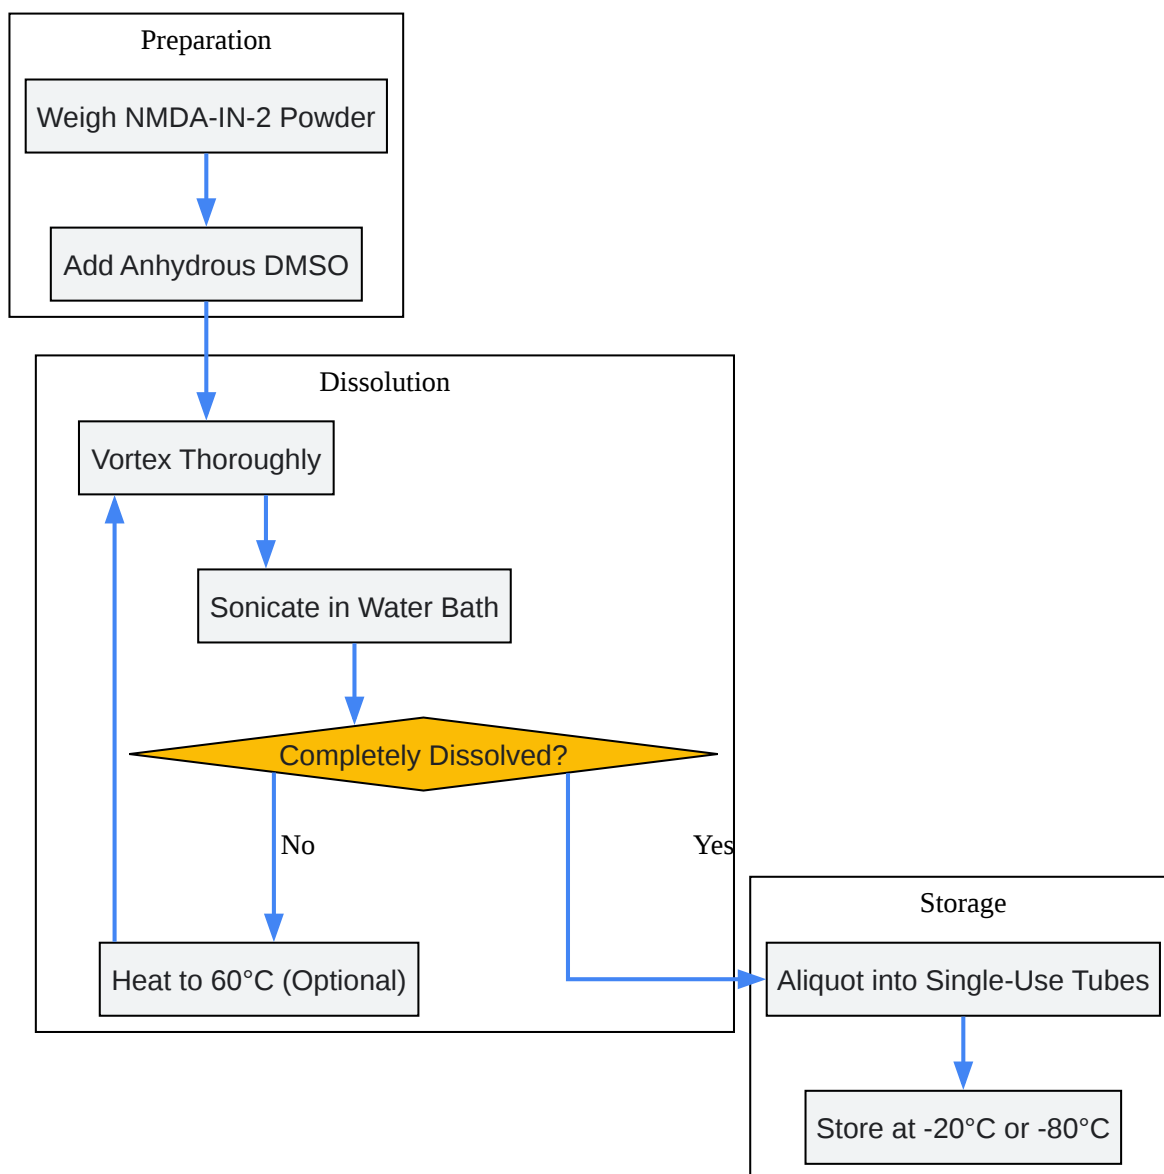 Preparation
Weigh NMDA-IN-2 Powder
Add Anhydrous DMSO
Dissolution
Vortex Thoroughly
Sonicate in Water Bath
Completely Dissolved?
No
Yes
Heat to 60°C (Optional)
Storage
Aliquot into Single-Use Tubes
Store at -20°C or -80°C